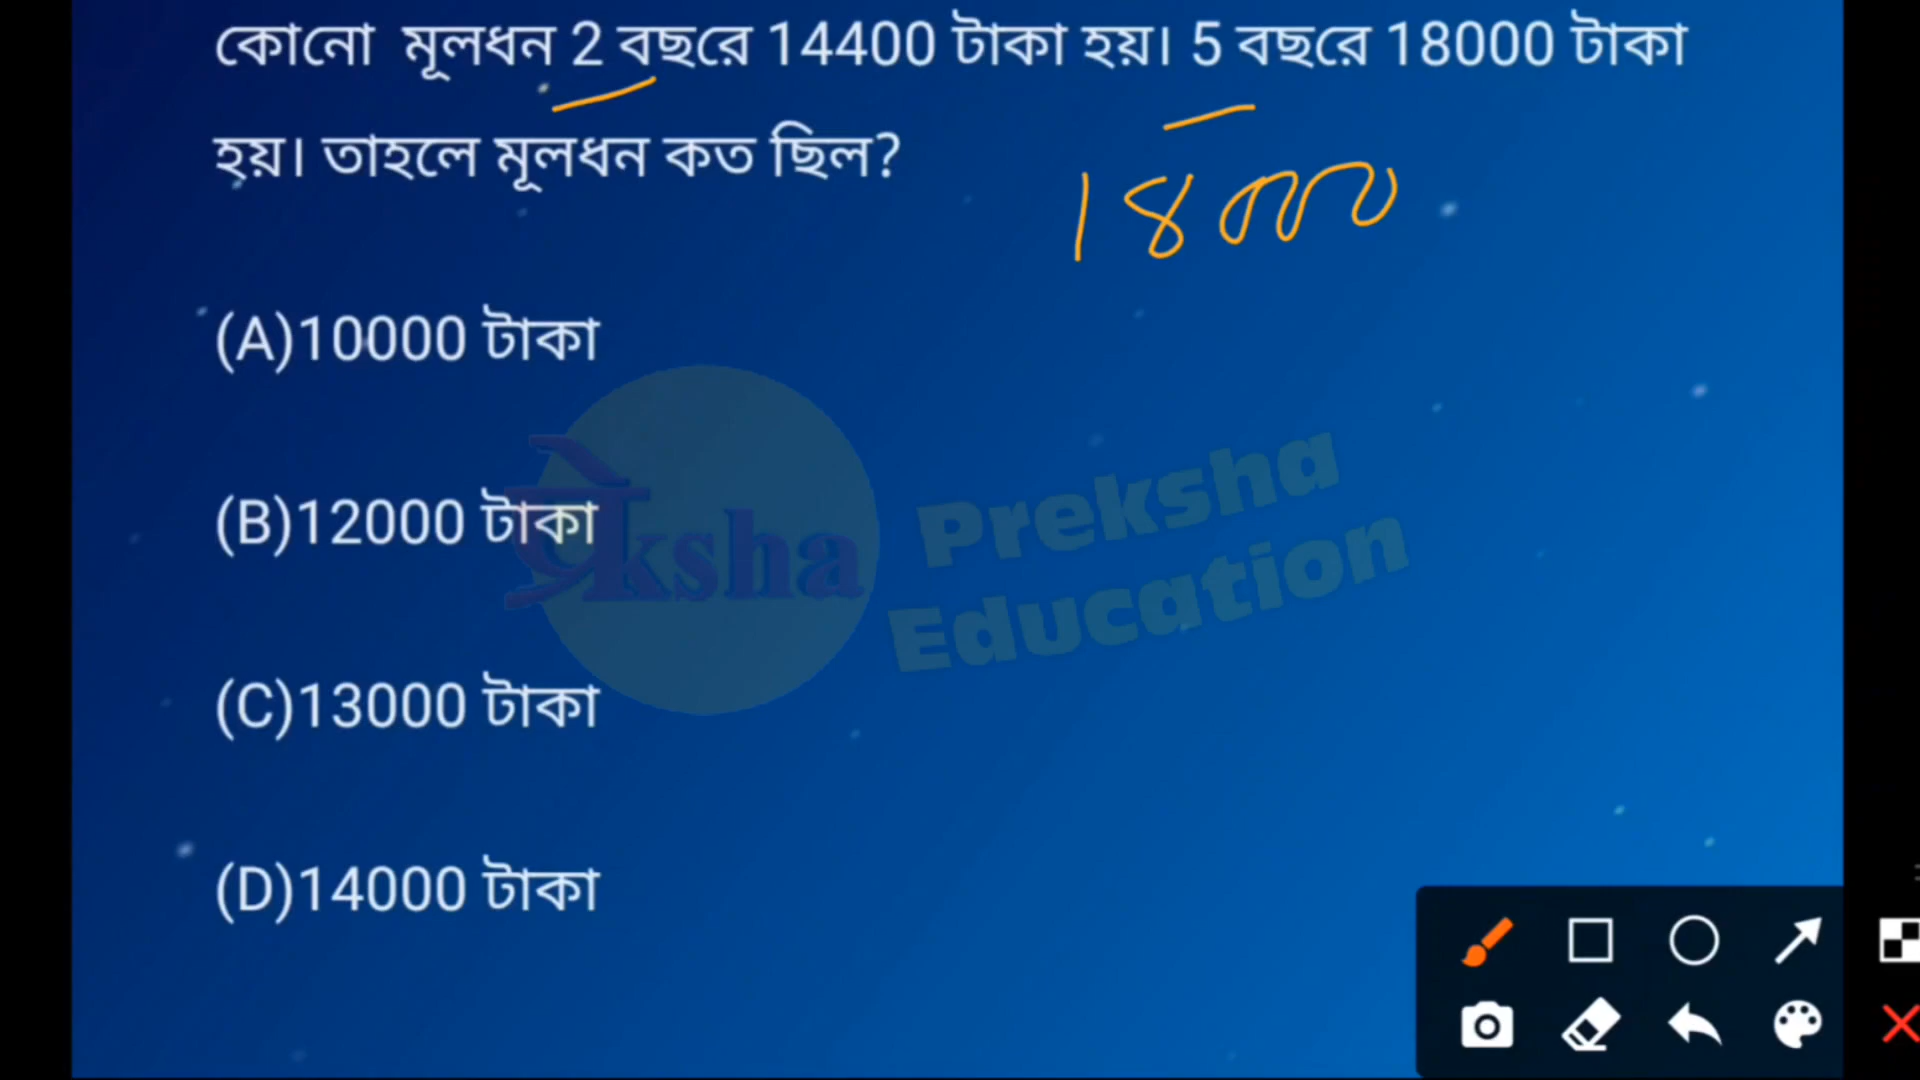 কোনো মূলধন 2 বছরে 14400 টাকা হয়। 5 বছরে 18000 টাকা
হয়। তাহলে মূলধন কত ছিল?
18000
(A)10000 টাকা
(B)12000 টাকা
(C)13000 টাকা
(D)14000 টাকা
प्रेksha
Preksha
Education